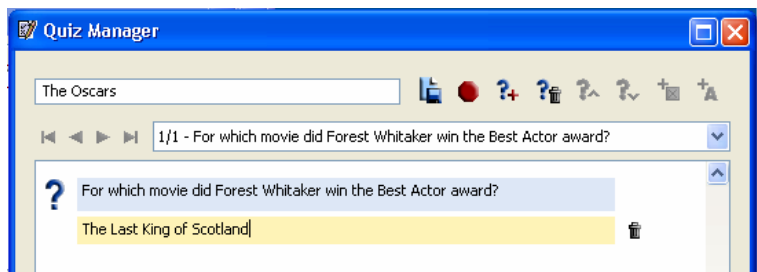 Quiz Manager
The Oscars
1/1 - For which movie did Forest Whitaker win the Best Actor award?
For which movie did Forest Whitaker win the Best Actor award?
The Last King of Scotland